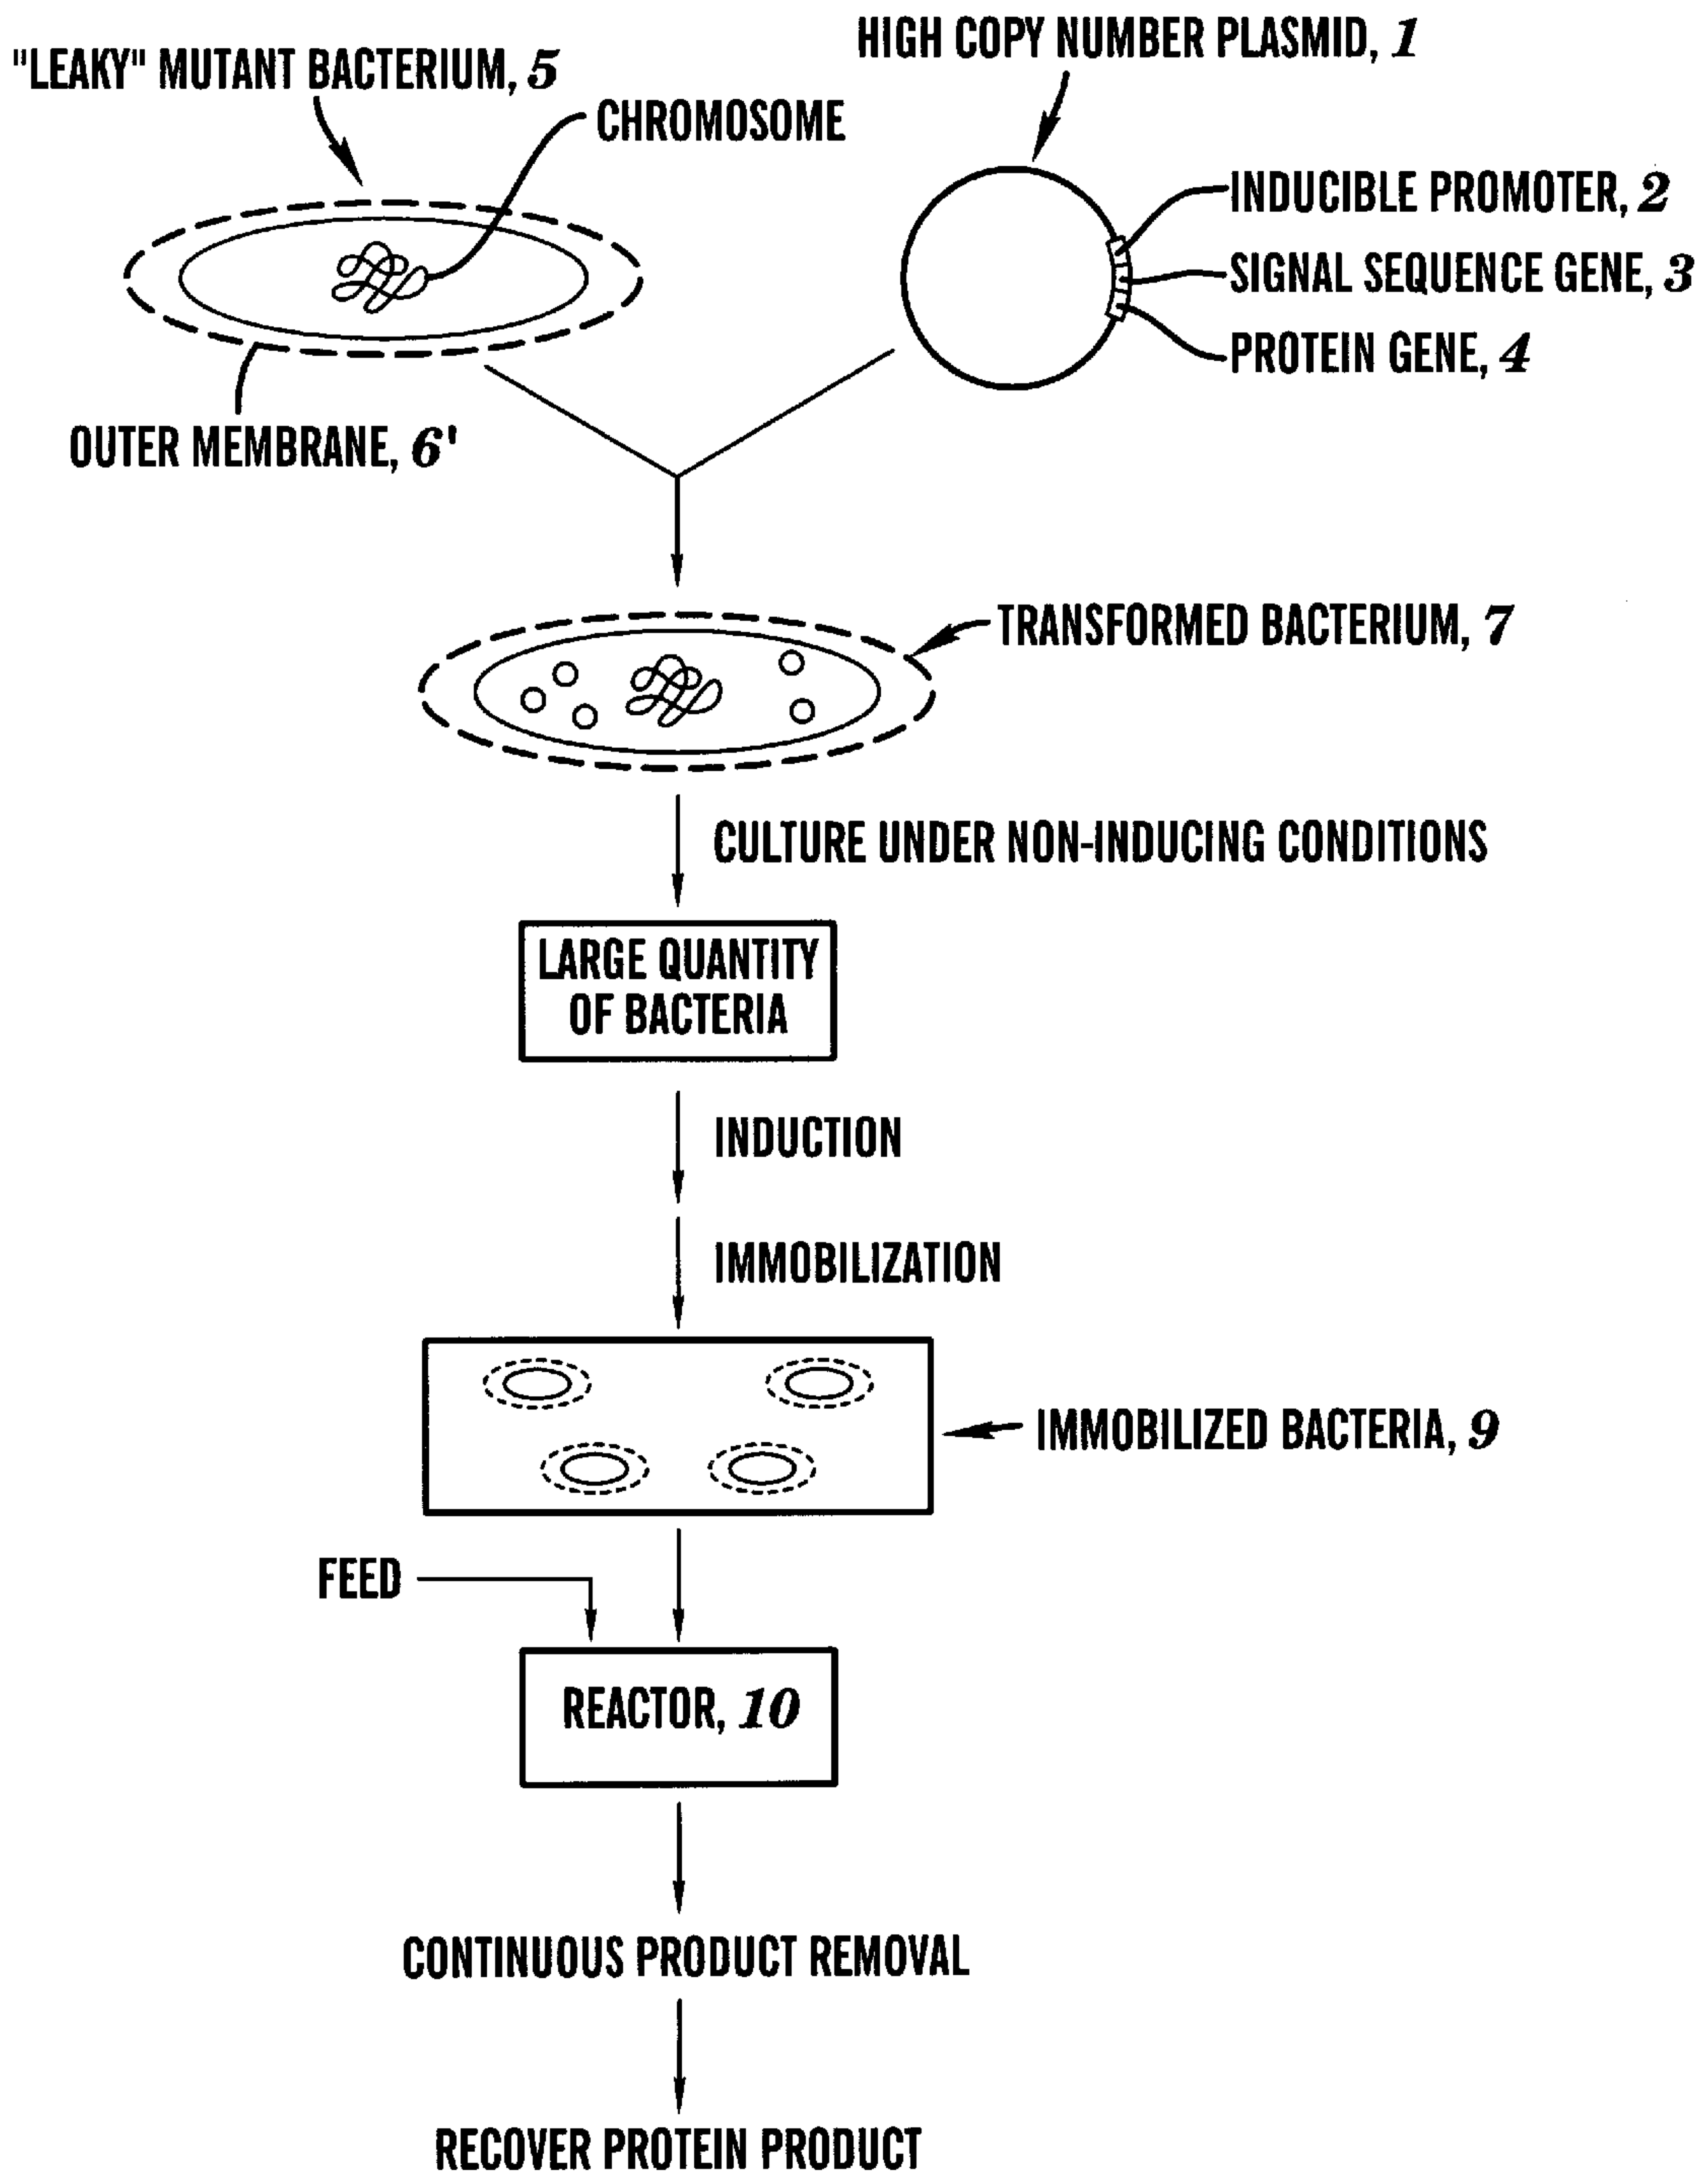 HIGH COPY NUMBER PLASMID, 1
"LEAKY" MUTANT BACTERIUM, 5
CHROMOSOME
INDUCIBLE PROMOTER, 2
SIGNAL SEQUENCE GENE, 3
PROTEIN GENE, 4
OUTER MEMBRANE, 6'
TRANSFORMED BACTERIUM, 7
CULTURE UNDER NON-INDUCING CONDITIONS
LARGE QUANTITY
OF BACTERIA
INDUCTION
IMMOBILIZATION
IMMOBILIZED BACTERIA, 9
FEED
REACTOR, 10
CONTINUOUS PRODUCT REMOVAL
RECOVER PROTEIN PRODUCT